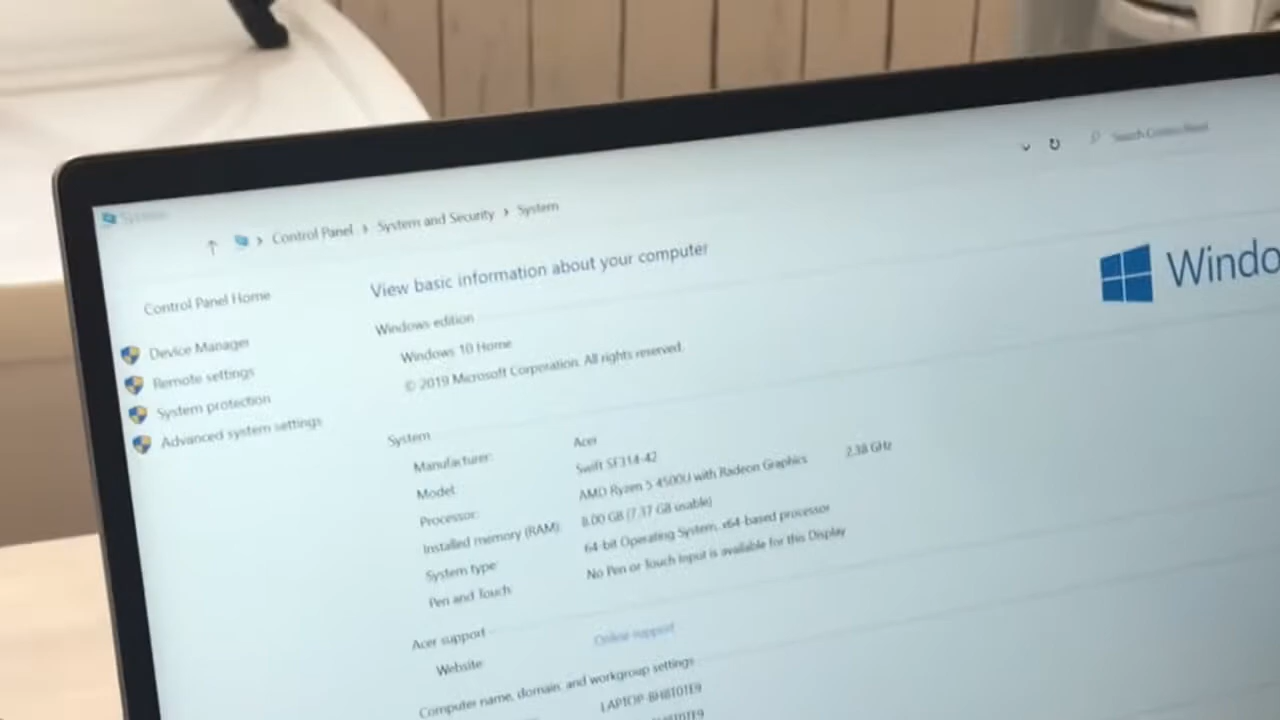 System
Control Panel > System and Security > System
Search Control Panel
Control Panel Home
View basic information about your computer
Device Manager
Remote settings
System protection
Advanced system settings
Windows edition
Windows 10 Home
© 2019 Microsoft Corporation. All rights reserved.
Windo
System
Manufacturer: Acer
Model: Swift SF314-42
Processor: AMD Ryzen 5 4500U with Radeon Graphics 2.38 GHz
Installed memory (RAM): 8.00 GB (7.37 GB usable)
System type: 64-bit Operating System, x64-based processor
Pen and Touch: No Pen or Touch Input is available for this Display
Acer support
Website: Online support
Computer name, domain, and workgroup settings